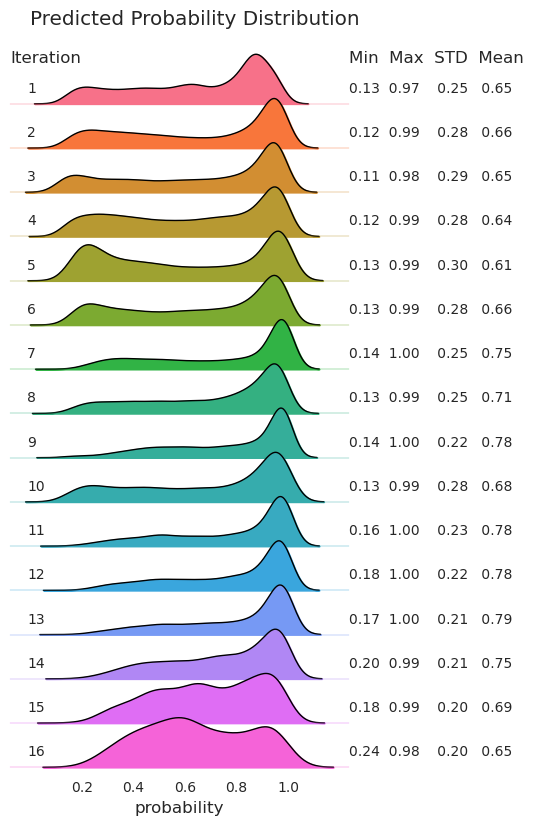 Predicted Probability Distribution
Iteration Min Max STD Mean
1 0.13 0.97 0.25 0.65
2 0.12 0.99 0.28 0.66
3 0.11 0.98 0.29 0.65
4 0.12 0.99 0.28 0.64
5 0.13 0.99 0.30 0.61
6 0.13 0.99 0.28 0.66
7 0.14 1.00 0.25 0.75
8 0.13 0.99 0.25 0.71
9 0.14 1.00 0.22 0.78
10 0.13 0.99 0.28 0.68
11 0.16 1.00 0.23 0.78
12 0.18 1.00 0.22 0.78
13 0.17 1.00 0.21 0.79
14 0.20 0.99 0.21 0.75
15 0.18 0.99 0.20 0.69
16 0.24 0.98 0.20 0.65
0.2 0.4 0.6 0.8 1.0
probability